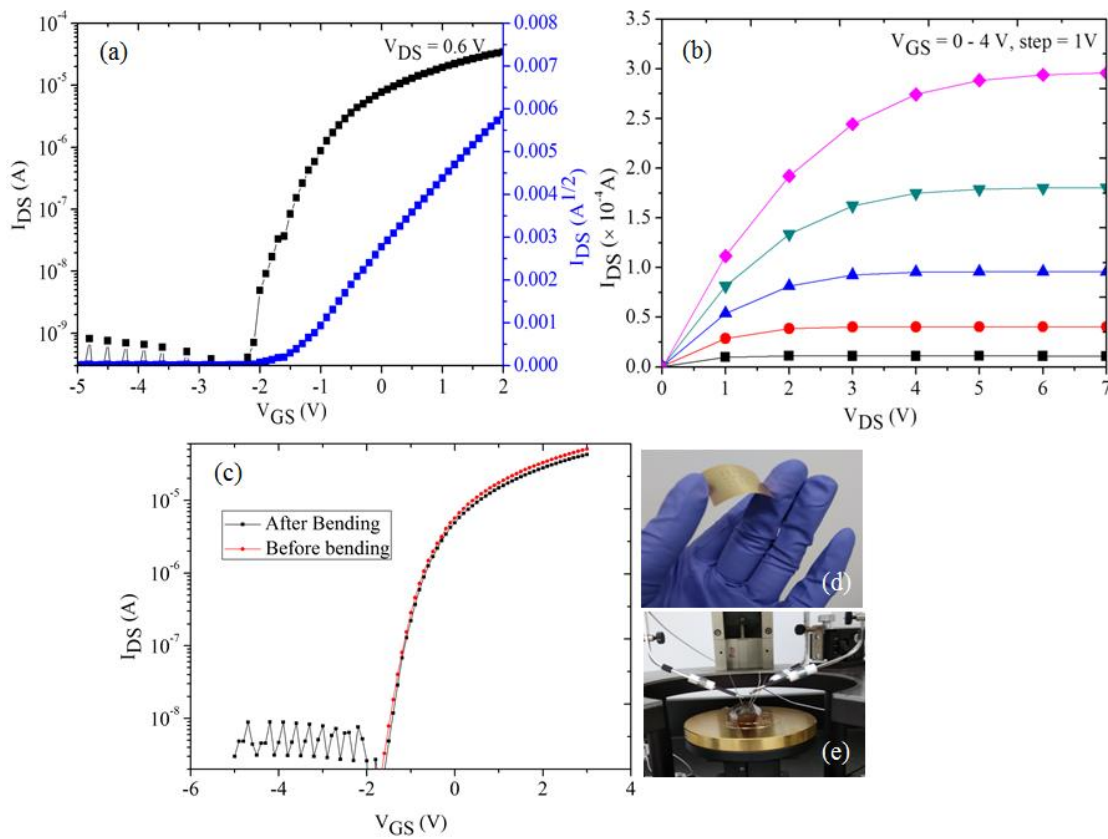 (a)
V_DS = 0.6 V
10^-4
10^-5
10^-6
10^-7
10^-8
10^-9
I_DS (A)
0.008
0.007
0.006
0.005
0.004
0.003
0.002
0.001
0.000
I_DS (A^1/2)
-5 -4 -3 -2 -1 0 1 2
V_GS (V)
(b)
V_GS = 0 - 4 V, step = 1V
3.5
3.0
2.5
2.0
1.5
1.0
0.5
0.0
I_DS (× 10^-4 A)
0 1 2 3 4 5 6 7
V_DS (V)
(c)
After Bending
Before bending
10^-5
10^-6
10^-7
10^-8
I_DS (A)
-6 -4 -2 0 2 4
V_GS (V)
(d)
(e)